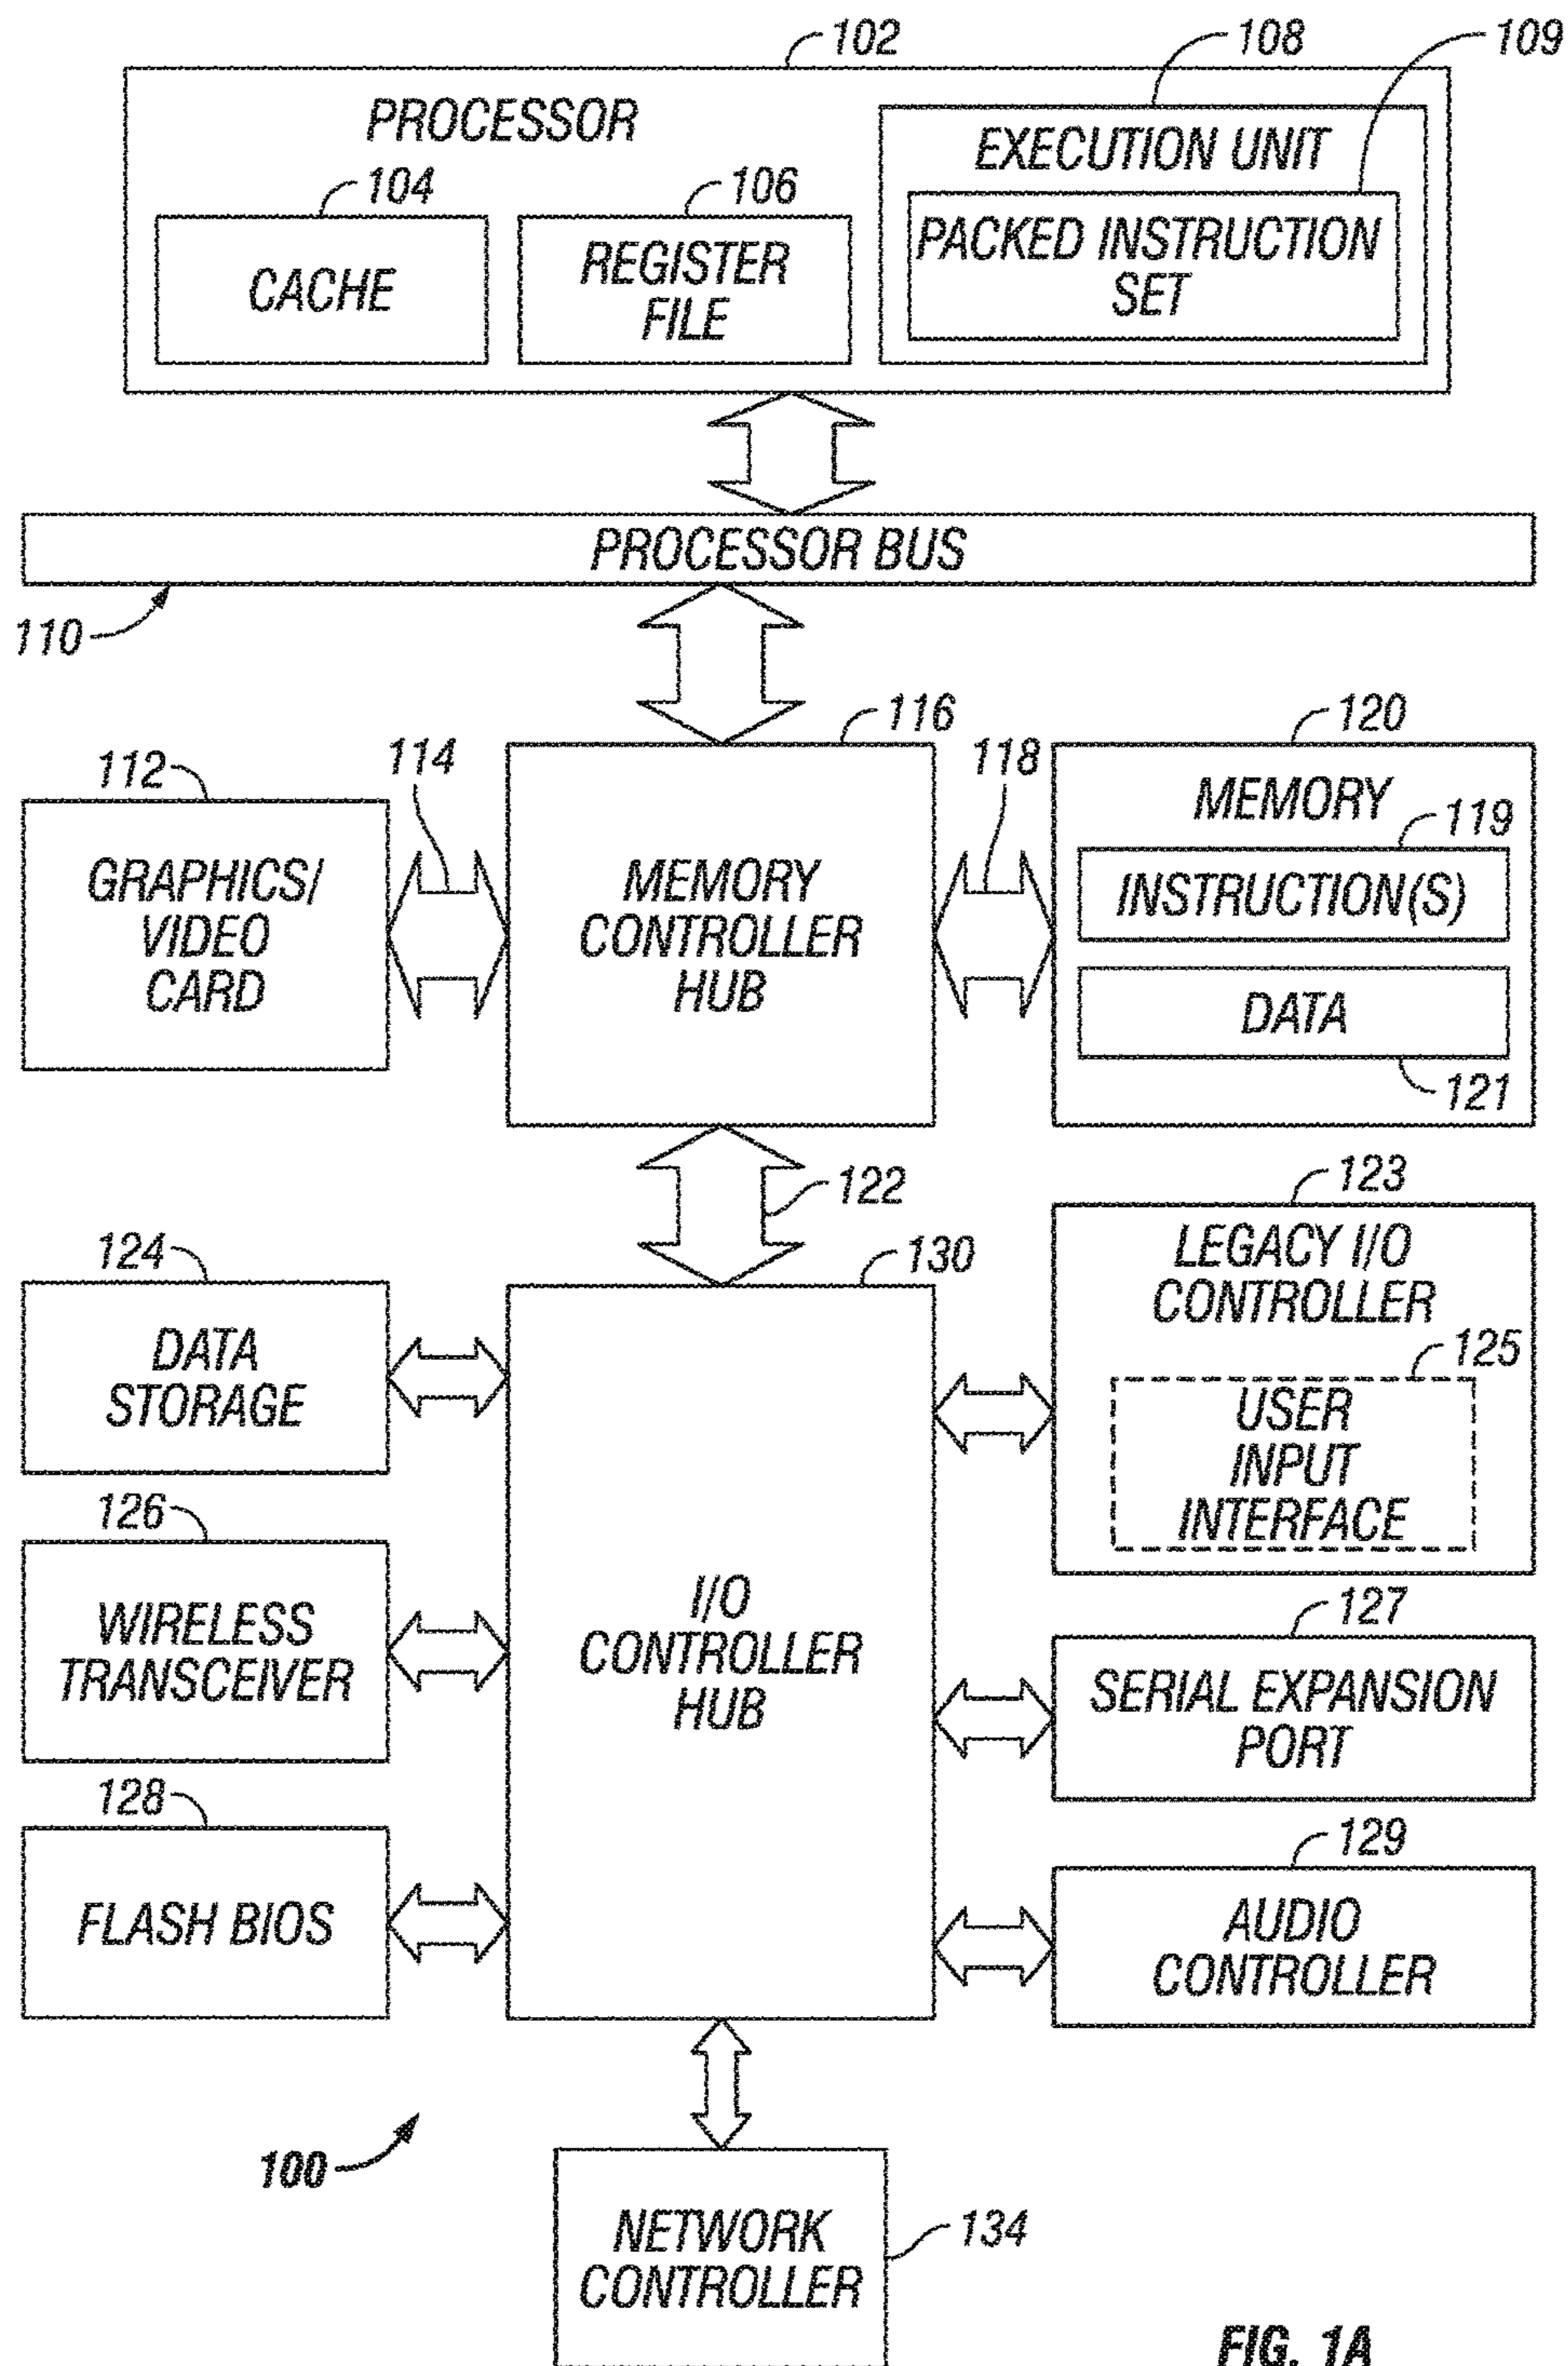 102
108
109
PROCESSOR
EXECUTION UNIT
104
106
PACKED INSTRUCTION
SET
CACHE
REGISTER
FILE
PROCESSOR BUS
110
116
120
112
114
118
MEMORY
119
GRAPHICS/
VIDEO
CARD
MEMORY
CONTROLLER
HUB
INSTRUCTION(S)
DATA
121
122
123
124
130
LEGACY I/O
CONTROLLER
125
DATA
STORAGE
USER
INPUT
INTERFACE
126
127
WIRELESS
TRANSCEIVER
I/O
CONTROLLER
HUB
SERIAL EXPANSION
PORT
128
129
FLASH BIOS
AUDIO
CONTROLLER
100
NETWORK
CONTROLLER
134
FIG. 1A